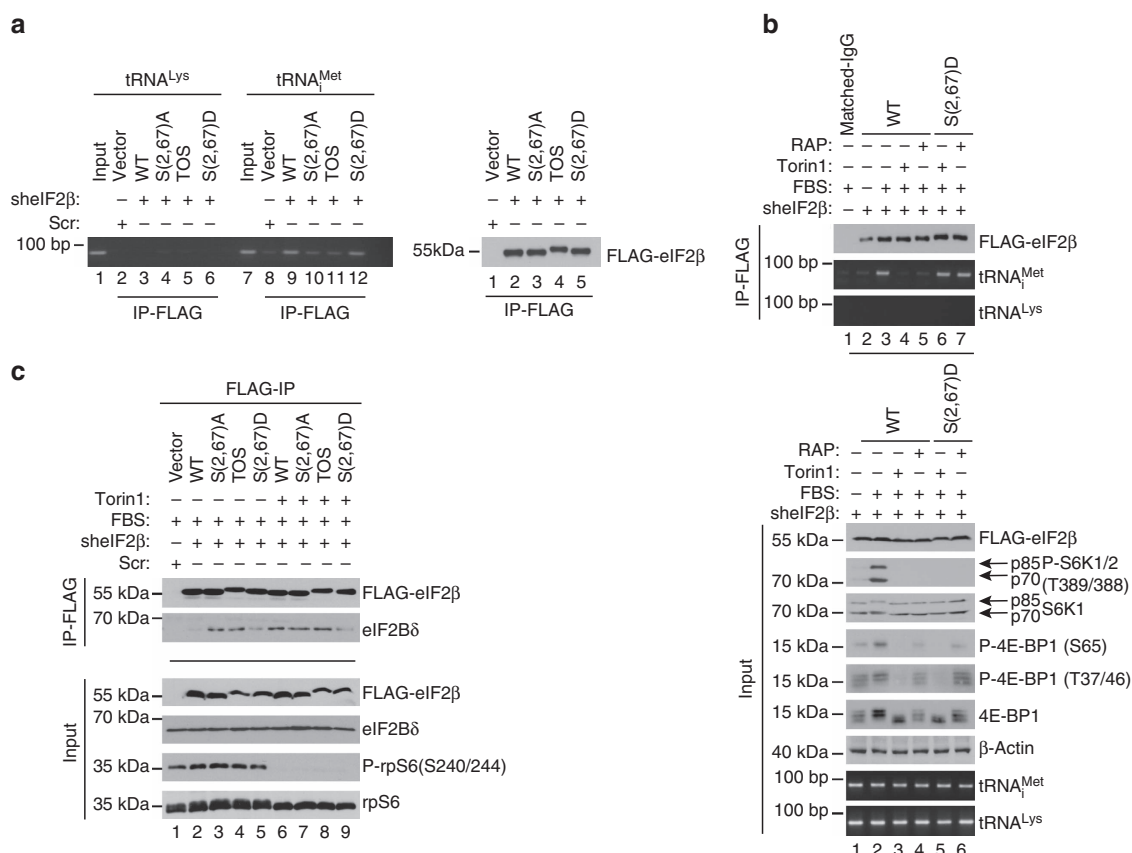 a
tRNALys
tRNAiMet
Input
Vector
WT
S(2,67)A
TOS
S(2,67)D
Input
Vector
WT
S(2,67)A
TOS
S(2,67)D
sheIF2β: – + + + + – + + + +
Scr: + – – – – + – – – –
100 bp
1 2 3 4 5 6 7 8 9 10 11 12
IP-FLAG
IP-FLAG
Vector
WT
S(2,67)A
TOS
S(2,67)D
– + + + +
+ – – – –
55kDa
FLAG-eIF2β
1 2 3 4 5
IP-FLAG
b
Matched-IgG
WT
S(2,67)D
RAP: – – – – + – +
Torin1: – – – + – + –
FBS: + – + + + + +
sheIF2β: – + + + + + +
IP-FLAG
FLAG-eIF2β
100 bp
tRNAiMet
100 bp
tRNALys
1 2 3 4 5 6 7
WT
S(2,67)D
RAP: – – – + – +
Torin1: – – + – + –
FBS: – + + + + +
sheIF2β: + + + + + +
Input
55 kDa
FLAG-eIF2β
p85 P-S6K1/2
70 kDa
p70 (T389/388)
p85
70 kDa
p70 S6K1
15 kDa
P-4E-BP1 (S65)
15 kDa
P-4E-BP1 (T37/46)
15 kDa
4E-BP1
40 kDa
β-Actin
100 bp
tRNAiMet
100 bp
tRNALys
1 2 3 4 5 6
c
FLAG-IP
Vector
WT
S(2,67)A
TOS
S(2,67)D
WT
S(2,67)A
TOS
S(2,67)D
Torin1: – – – – – + + + +
FBS: + + + + + + + + +
sheIF2β: – + + + + + + + +
Scr: + – – – – – – – –
IP-FLAG
55 kDa
FLAG-eIF2β
70 kDa
eIF2Bδ
Input
55 kDa
FLAG-eIF2β
70 kDa
eIF2Bδ
35 kDa
P-rpS6(S240/244)
35 kDa
rpS6
1 2 3 4 5 6 7 8 9